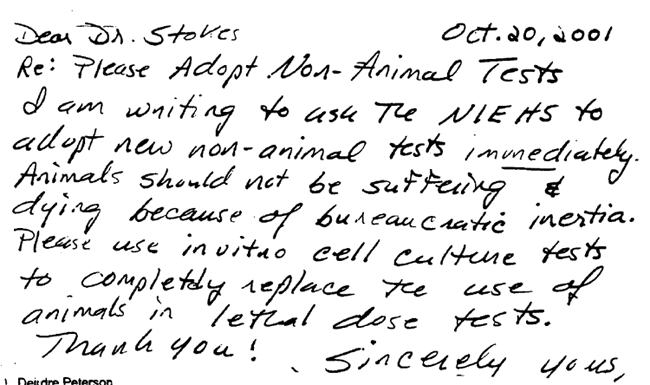 Dear Dr. Stokes Oct. 20, 2001
Re: Please Adopt Non-Animal Tests
I am writing to ask The NIEHS to
adopt new non-animal tests immediately.
Animals should not be suffering &
dying because of bureaucratic inertia.
Please use invitro cell culture tests
to completly replace the use of
animals in lethal dose tests.
Thank you! Sincerely yours,
Deirdre Peterson